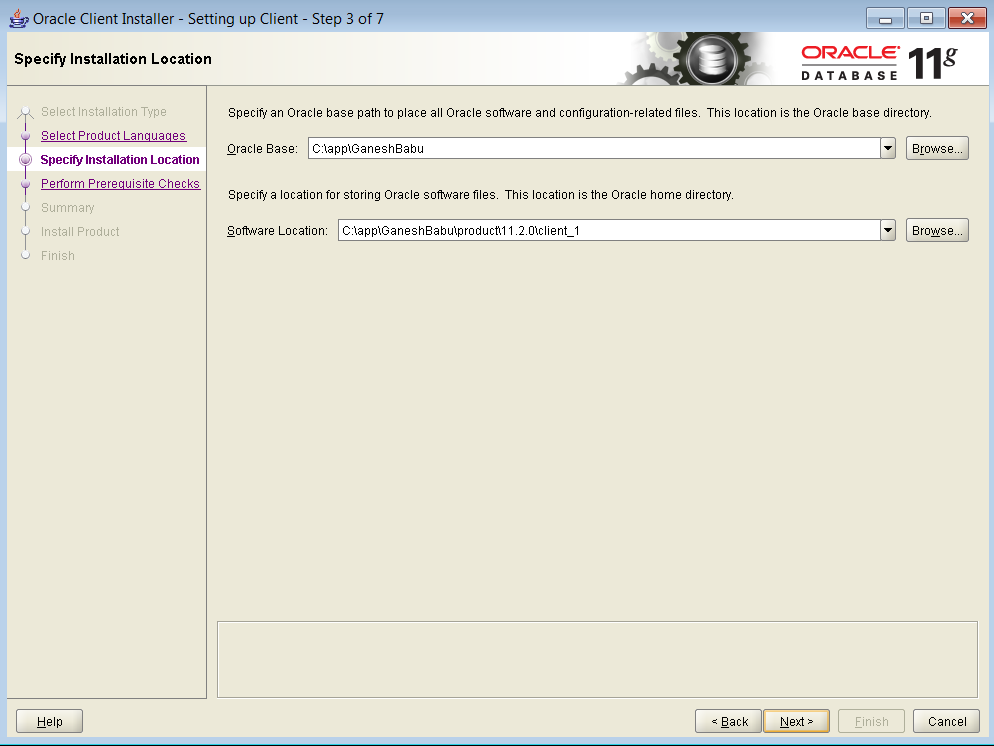 Oracle Client Installer - Setting up Client - Step 3 of 7
Specify Installation Location
ORACLE
DATABASE 11g
Select Installation Type
Select Product Languages
Specify Installation Location
Perform Prerequisite Checks
Summary
Install Product
Finish
Specify an Oracle base path to place all Oracle software and configuration-related files.  This location is the Oracle base directory.
Oracle Base: C:\app\GaneshBabu Browse...
Specify a location for storing Oracle software files.  This location is the Oracle home directory.
Software Location: C:\app\GaneshBabu\product\11.2.0\client_1 Browse...
Help < Back Next > Finish Cancel